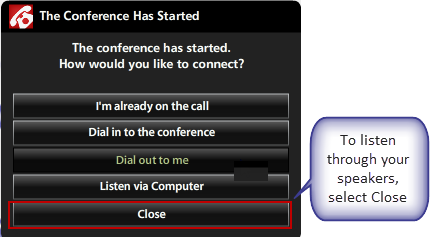 The Conference Has Started
The conference has started.
How would you like to connect?
I'm already on the call
Dial in to the conference
Dial out to me
Listen via Computer
Close
To listen
through your
speakers,
select Close